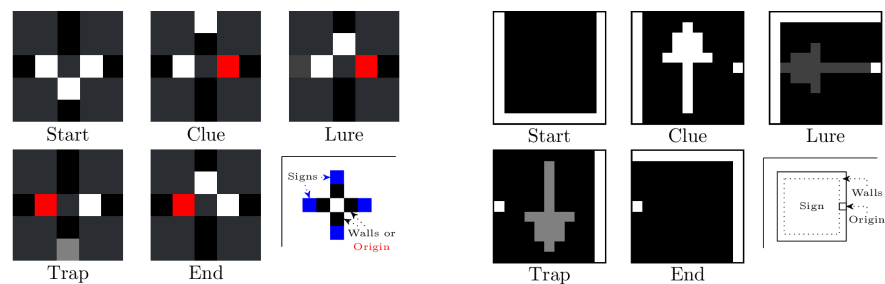 Start Clue Lure
Signs
Walls or
Origin
Trap End
Start Clue Lure
Sign
Walls
Origin
Trap End